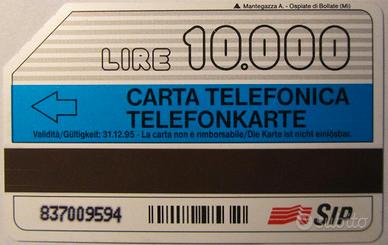 Mantegazza A. - Ospiate di Bollate (Mi)
LIRE 10.000
CARTA TELEFONICA
TELEFONKARTE
Validità/Gültigkeit: 31.12.95 - La carta non è rimborsabile/Die Karte ist nicht einlösbar.
837009594
SIP
subito